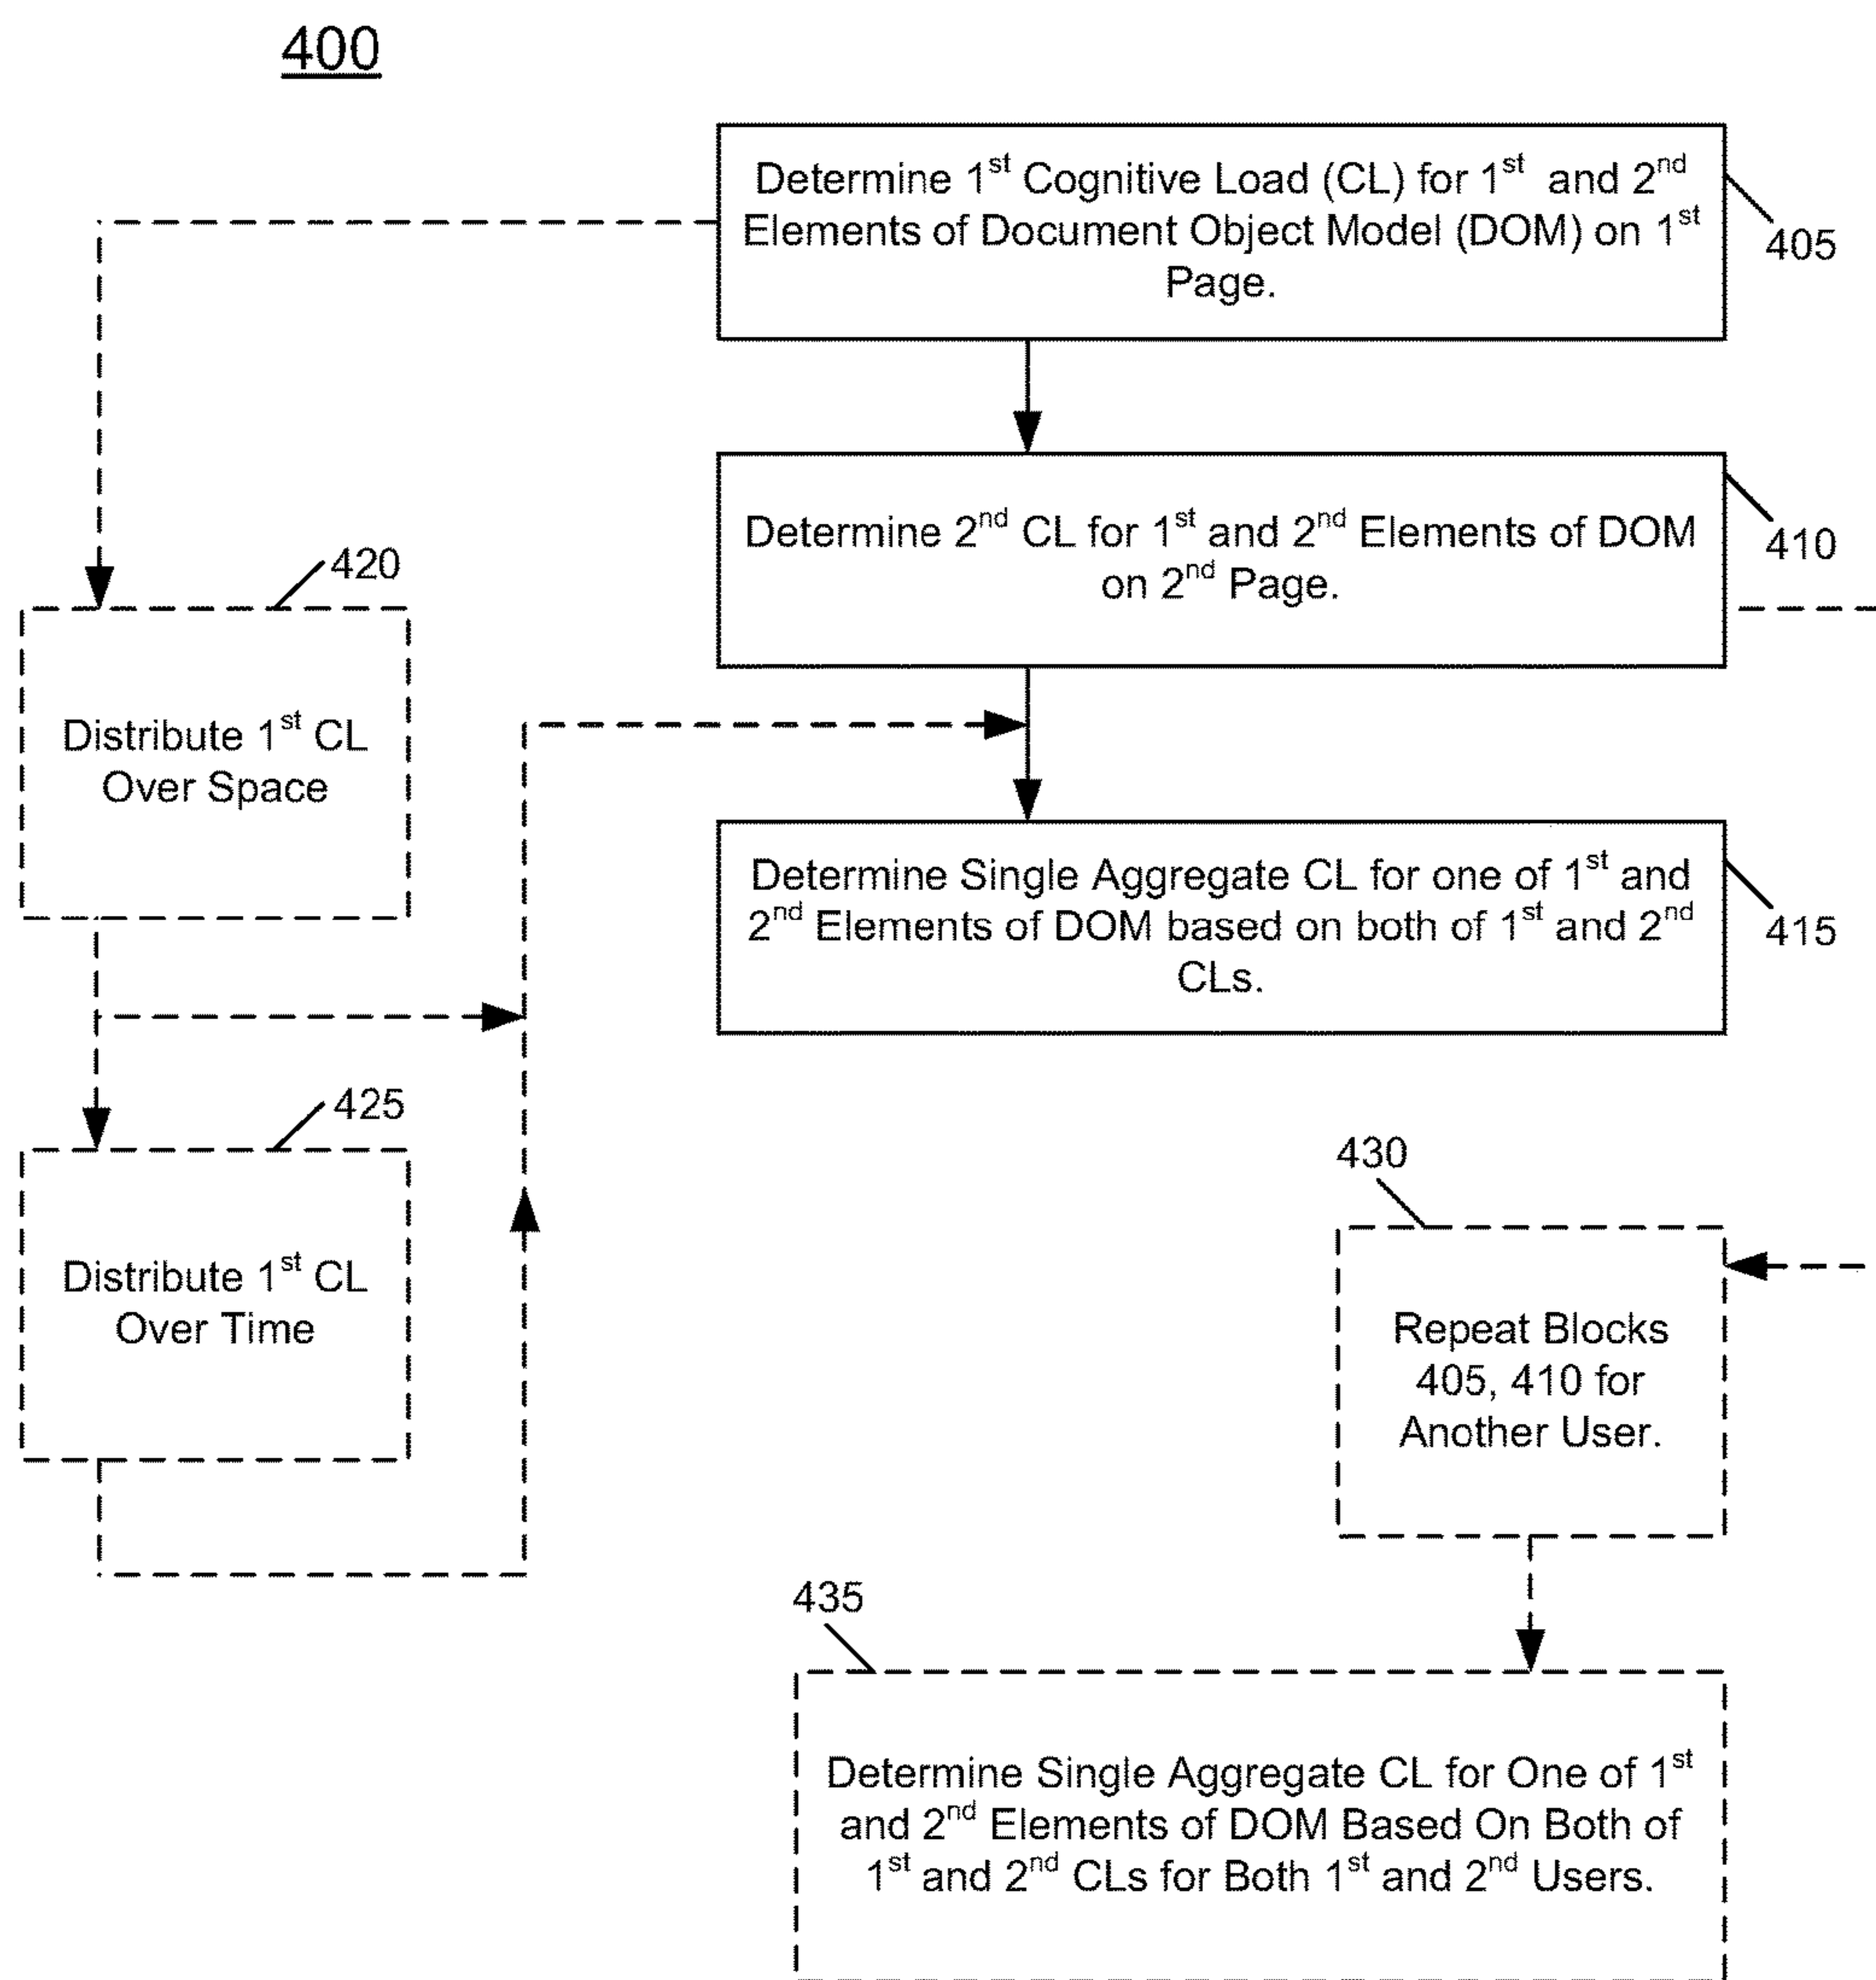 400
Determine 1st Cognitive Load (CL) for 1st and 2nd
Elements of Document Object Model (DOM) on 1st
Page.
405
Determine 2nd CL for 1st and 2nd Elements of DOM
on 2nd Page.
410
420
Distribute 1st CL
Over Space
Determine Single Aggregate CL for one of 1st and
2nd Elements of DOM based on both of 1st and 2nd
CLs.
415
425
Distribute 1st CL
Over Time
430
Repeat Blocks
405, 410 for
Another User.
435
Determine Single Aggregate CL for One of 1st
and 2nd Elements of DOM Based On Both of
1st and 2nd CLs for Both 1st and 2nd Users.